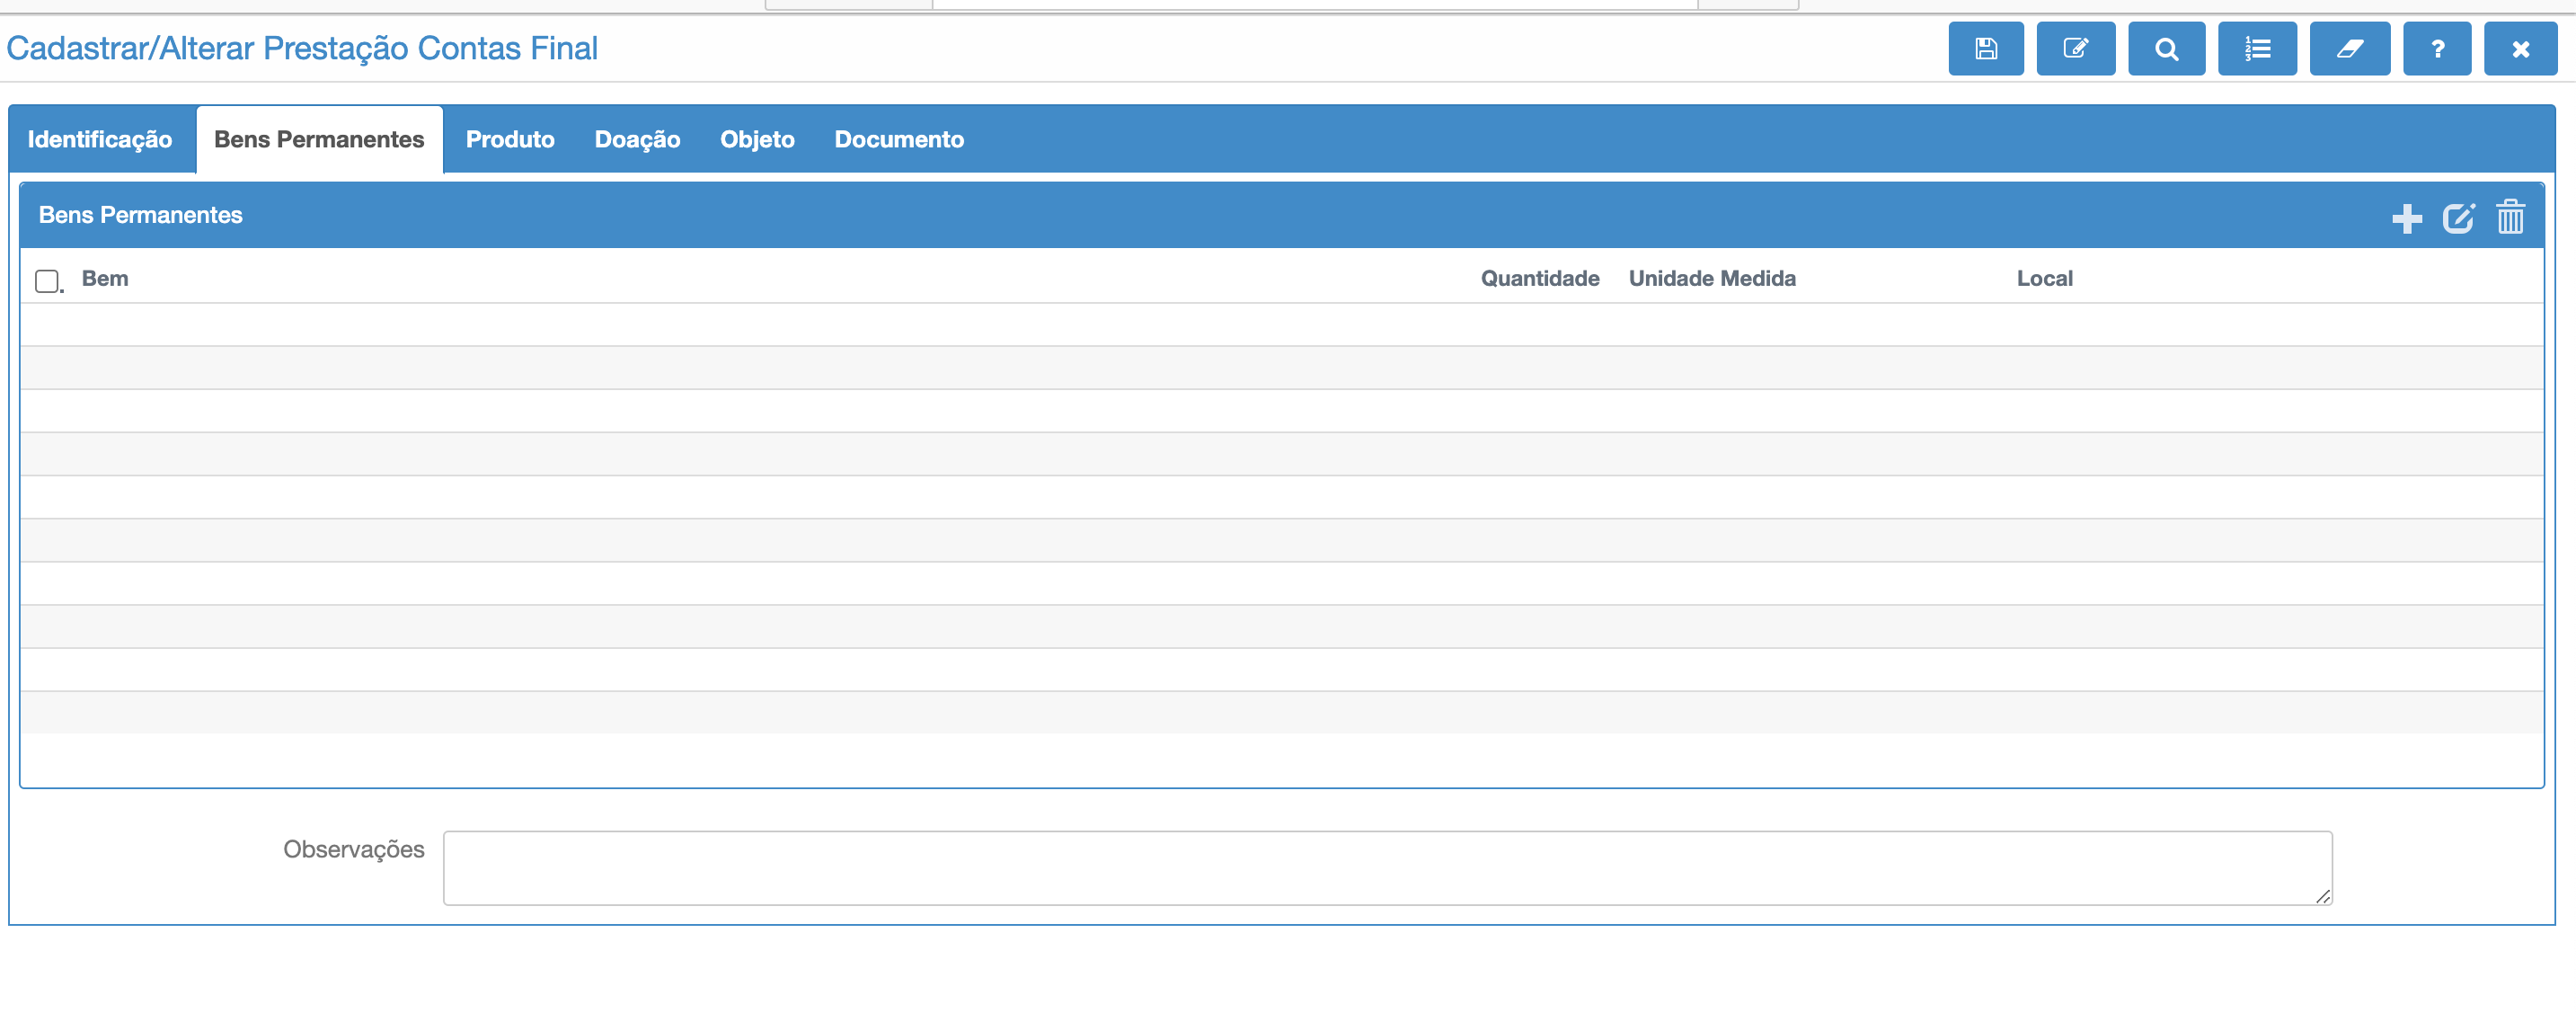 Cadastrar/Alterar Prestação Contas Final
Identificação Bens Permanentes Produto Doação Objeto Documento
Bens Permanentes
. Bem Quantidade Unidade Medida Local
Observações